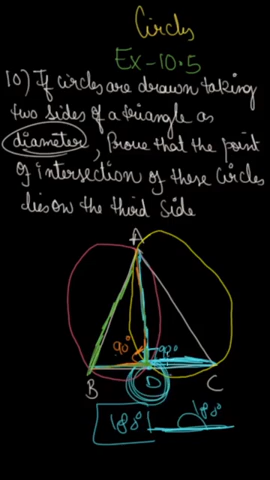 Circles
Ex-10.5
10) If circles are drawn taking
two sides of a triangle as
diameter, Prove that the point
of intersection of these circles
lies on the third side
A
90° 90°
B D C
180° 180°